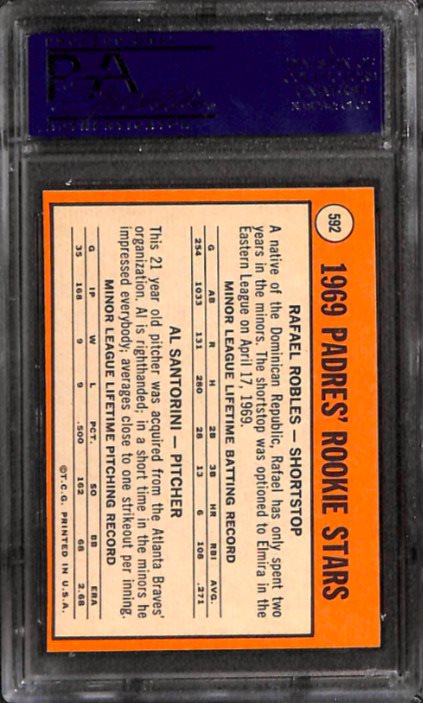 PSA
592
1969 PADRES' ROOKIE STARS
RAFAEL ROBLES — SHORTSTOP
A native of the Dominican Republic, Rafael has only spent two
years in the minors. The shortstop was optioned to Elmira in the
Eastern League on April 17, 1969.
MINOR LEAGUE LIFETIME BATTING RECORD
G AB R H 2B 3B HR RBI AVG.
254 1033 131 280 28 13 6 108 .271
AL SANTORINI — PITCHER
This 21 year old pitcher was acquired from the Atlanta Braves'
organization. Al is righthanded; in a short time in the minors he
impressed everybody; averages close to one strikeout per inning.
MINOR LEAGUE LIFETIME PITCHING RECORD
G IP W L PCT. SO BB ERA
35 168 9 9 .500 162 68 2.68
©T.C.G. PRINTED IN U.S.A.